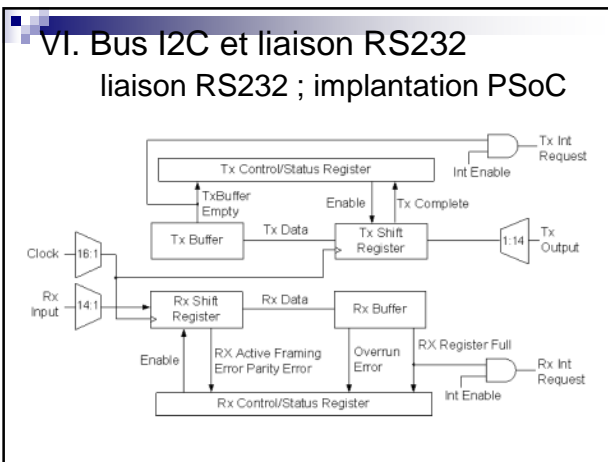 VI. Bus I2C et liaison RS232
liaison RS232 ; implantation PSoC
Tx Int
Request
Int Enable
Tx Control/Status Register
TxBuffer
Empty
Enable
Tx Complete
Tx Buffer
Tx Data
Tx Shift
Register
1:14
Tx
Output
Clock
16:1
Rx
Input
14:1
Rx Shift
Register
Rx Data
Rx Buffer
Enable
RX Active Framing
Error Parity Error
Overrun
Error
RX Register Full
Rx Int
Request
Int Enable
Rx Control/Status Register